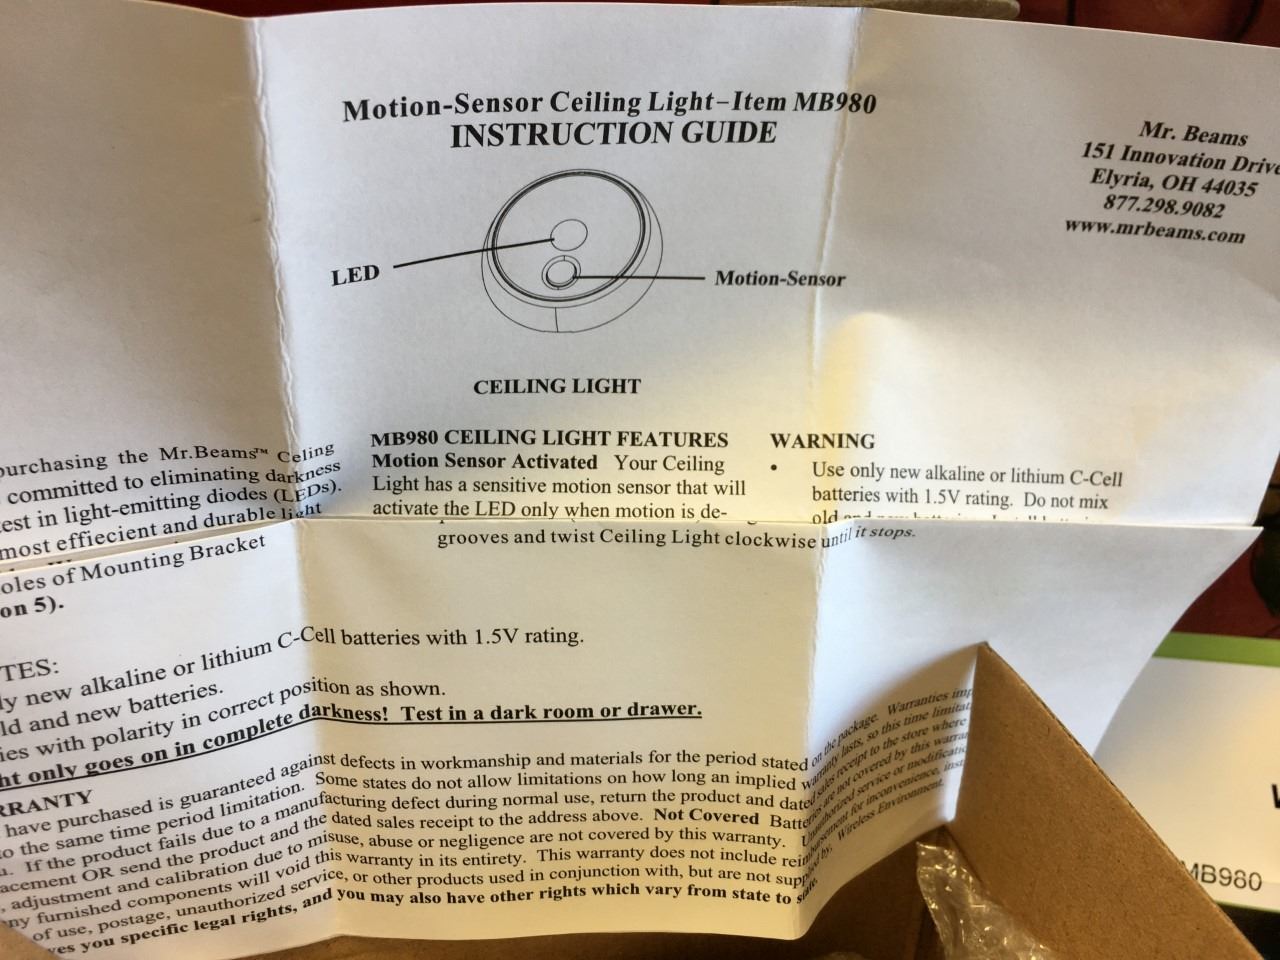 Motion-Sensor Ceiling Light–Item MB980
INSTRUCTION GUIDE
Mr. Beams
151 Innovation Drive
Elyria, OH 44035
877.298.9082
www.mrbeams.com
LED
Motion-Sensor
CEILING LIGHT
purchasing the Mr.Beams™ Celing
committed to eliminating darkness
test in light-emitting diodes (LEDs).
most effiecient and durable light
MB980 CEILING LIGHT FEATURES
Motion Sensor Activated Your Ceiling
Light has a sensitive motion sensor that will
activate the LED only when motion is de-
WARNING
• Use only new alkaline or lithium C-Cell
batteries with 1.5V rating. Do not mix
old and new
grooves and twist Ceiling Light clockwise until it stops.
oles of Mounting Bracket
on 5).
TES:
ly new alkaline or lithium C-Cell batteries with 1.5V rating.
ld and new batteries.
ies with polarity in correct position as shown.
ht only goes on in complete darkness! Test in a dark room or drawer.
RRANTY
have purchased is guaranteed against defects in workmanship and materials for the period stated on the package. Warranties imp
o the same time period limitation. Some states do not allow limitations on how long an implied warranty lasts, so this time limitat
. If the product fails due to a manufacturing defect during normal use, return the product and dated sales receipt to the store where
acement OR send the product and the dated sales receipt to the address above. Not Covered Batteries are not covered by this warran
, adjustment and calibration due to misuse, abuse or negligence are not covered by this warranty. Unauthorized service or modificatio
ny furnished components will void this warranty in its entirety. This warranty does not include reimbursement for inconvenience, inst
of use, postage, unauthorized service, or other products used in conjunction with, but are not supplied by, Wireless Environment.
ves you specific legal rights, and you may also have other rights which vary from state to state.
MB980